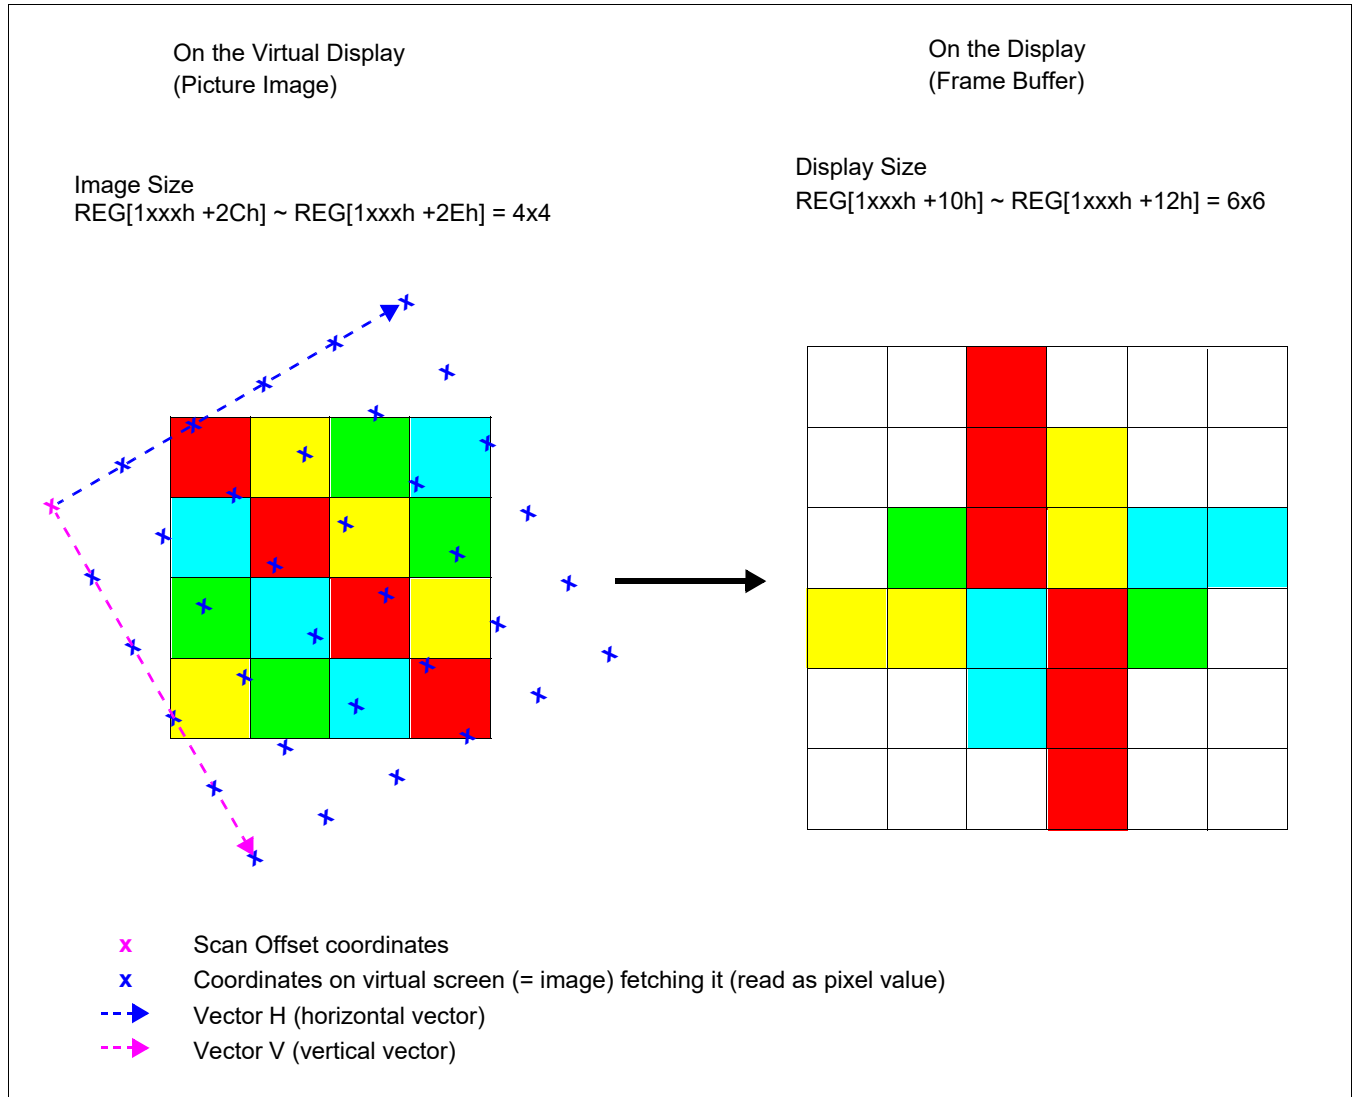 On the Virtual Display
(Picture Image)
On the Display
(Frame Buffer)
Image Size
REG[1xxxh +2Ch] ~ REG[1xxxh +2Eh] = 4x4
Display Size
REG[1xxxh +10h] ~ REG[1xxxh +12h] = 6x6
x Scan Offset coordinates
x Coordinates on virtual screen (= image) fetching it (read as pixel value)
Vector H (horizontal vector)
Vector V (vertical vector)